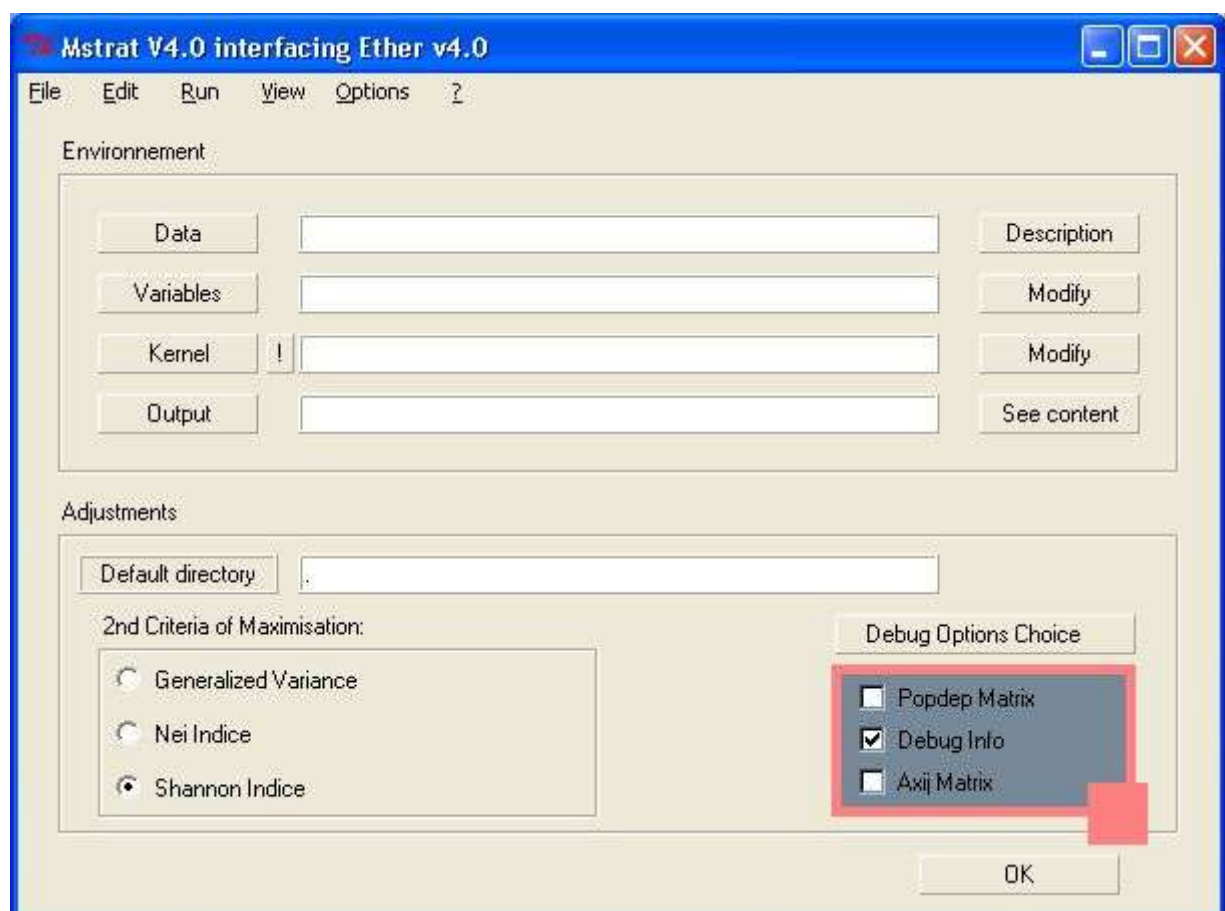 Mstrat V4.0 interfacing Ether v4.0
File Edit Run View Options ?
Environnement
Data Description
Variables Modify
Kernel ! Modify
Output See content
Adjustments
Default directory .
2nd Criteria of Maximisation: Debug Options Choice
Generalized Variance Popdep Matrix
Nei Indice Debug Info
Shannon Indice Axij Matrix
OK